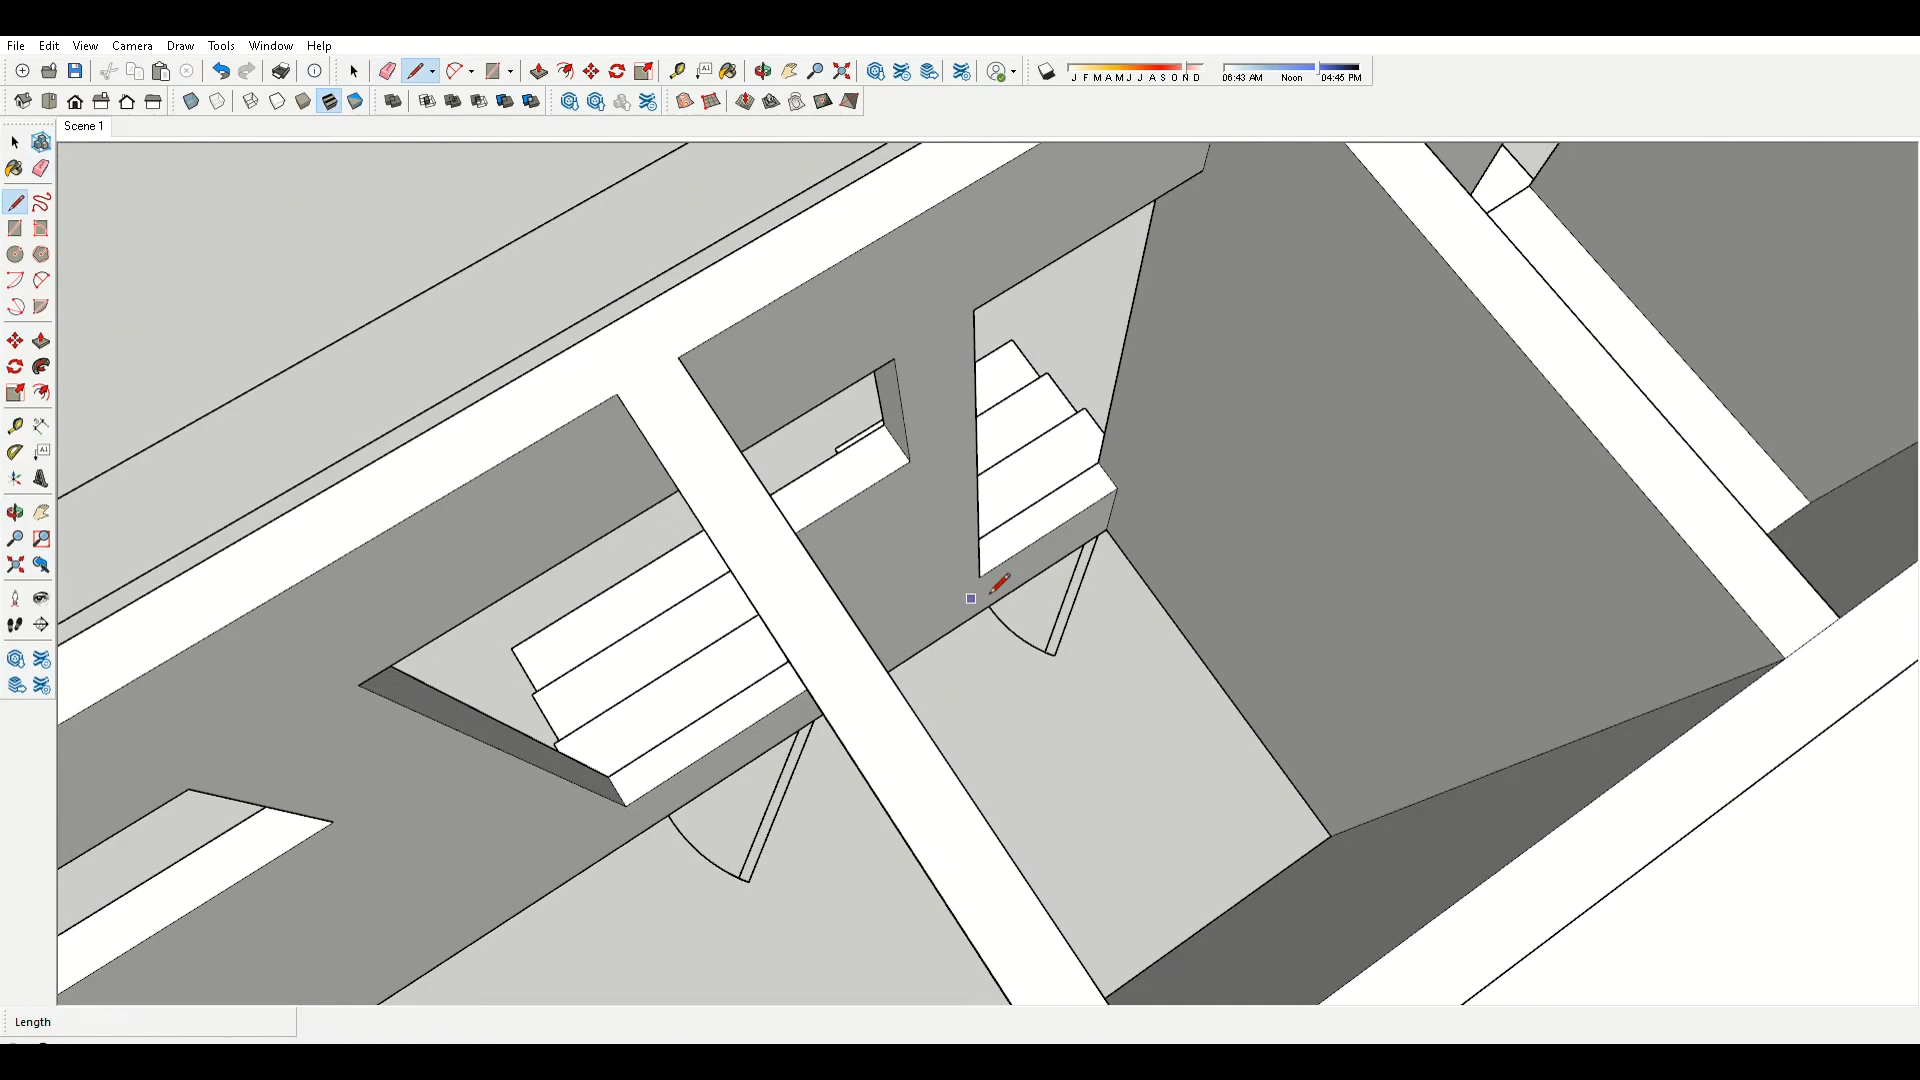 File Edit View Camera Draw Tools Window Help
J F M A M J J A S O N D
06:43 AM Noon 04:45 PM
Scene 1
Length